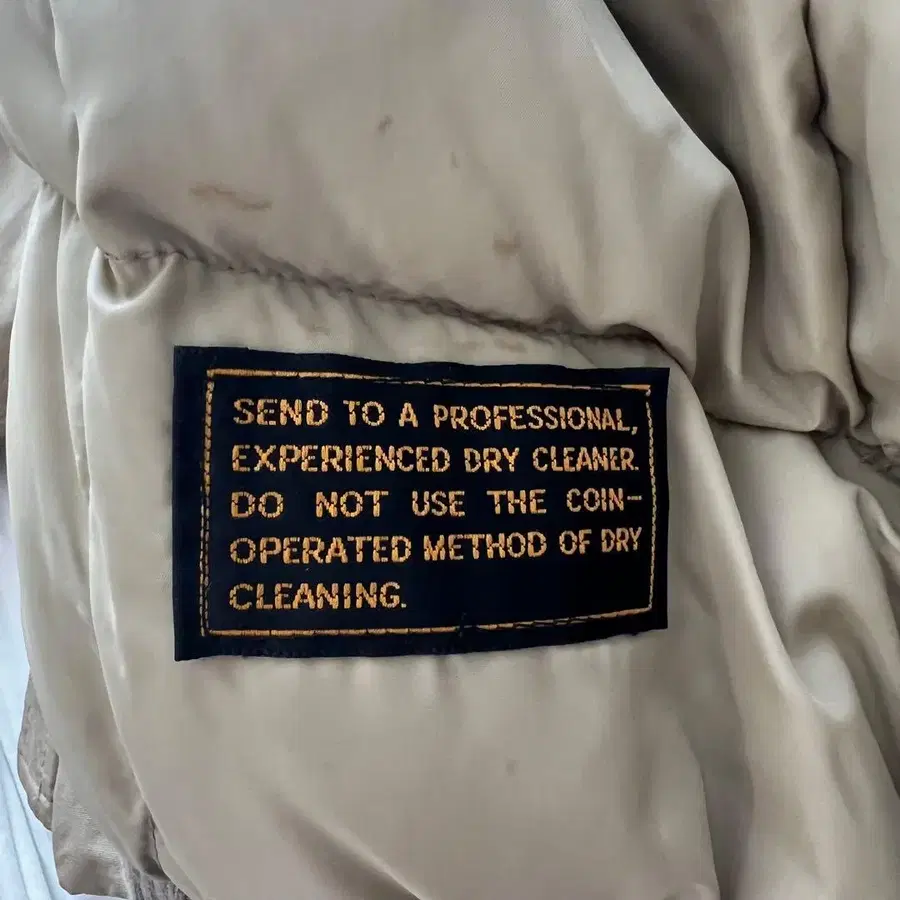 SEND TO A PROFESSIONAL,
EXPERIENCED DRY CLEANER.
DO NOT USE THE COIN-
OPERATED METHOD OF DRY
CLEANING.